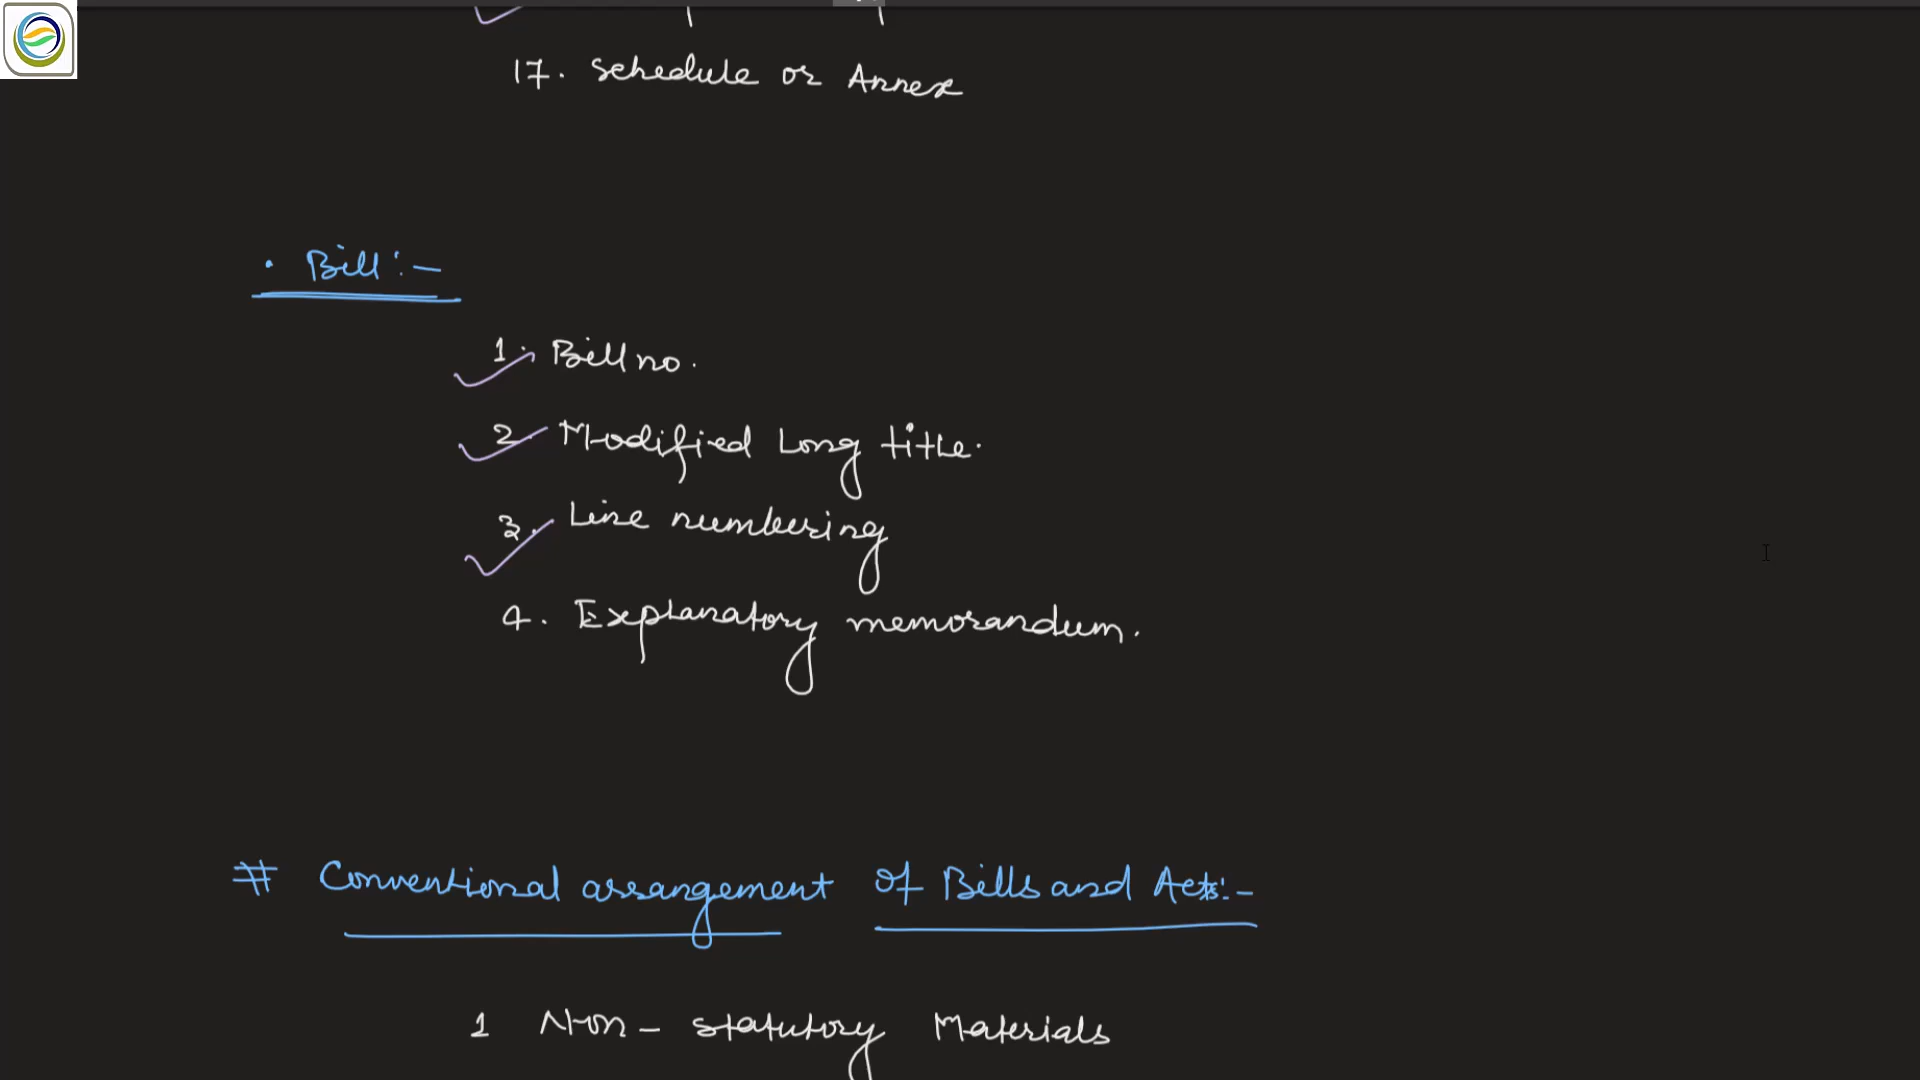 17. Schedule or Annex
• Bill:-
1. Bill no.
2. Modified Long title.
3. Line numbering
4. Explanatory memorandum.
# Conventional arrangement of Bills and Acts:-
1 Non-statutory Materials